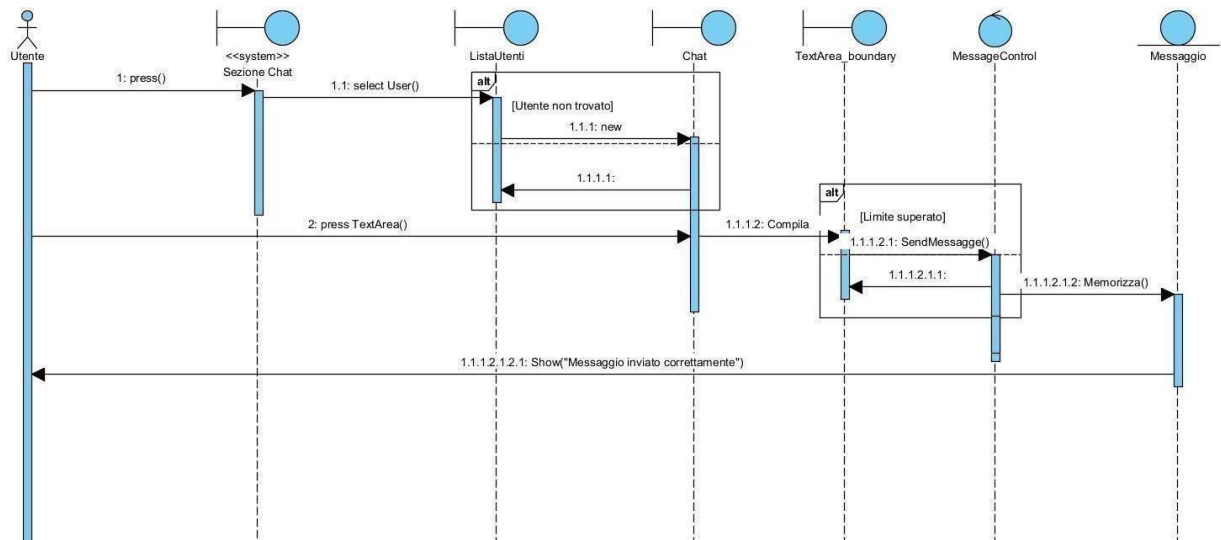 Utente
<<system>>
Sezione Chat
ListaUtenti
Chat
TextArea_boundary
MessageControl
Messaggio
1: press()
1.1: select User()
alt
[Utente non trovato]
1.1.1: new
1.1.1.1:
alt
[Limite superato]
2: press TextArea()
1.1.1.2: Compila
1.1.1.2.1: SendMessagge()
1.1.1.2.1.1:
1.1.1.2.1.2: Memorizza()
1.1.1.2.1.2.1: Show("Messaggio inviato correttamente")